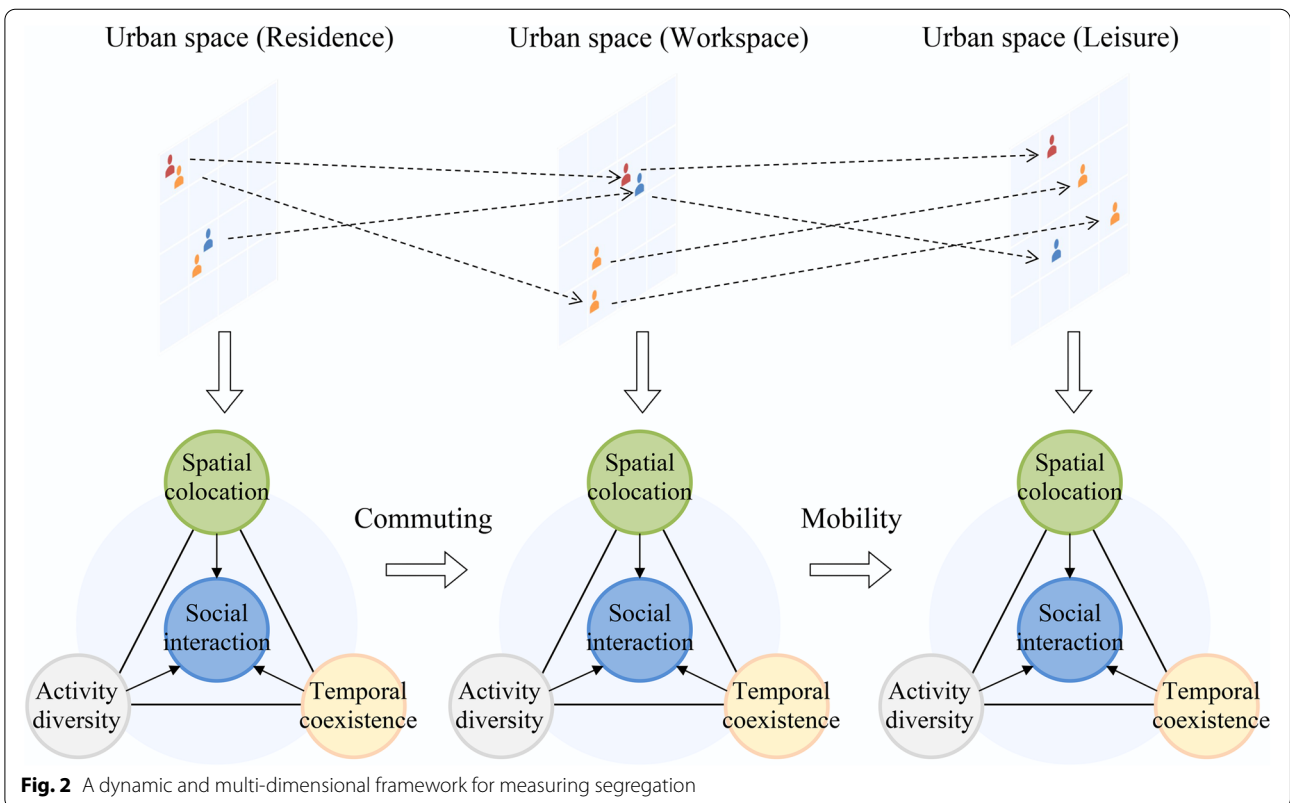 Urban space (Residence)
Urban space (Workspace)
Urban space (Leisure)
Spatial
colocation
Spatial
colocation
Spatial
colocation
Commuting
Mobility
Social
interaction
Social
interaction
Social
interaction
Activity
diversity
Temporal
coexistence
Activity
diversity
Temporal
coexistence
Activity
diversity
Temporal
coexistence
Fig. 2 A dynamic and multi-dimensional framework for measuring segregation